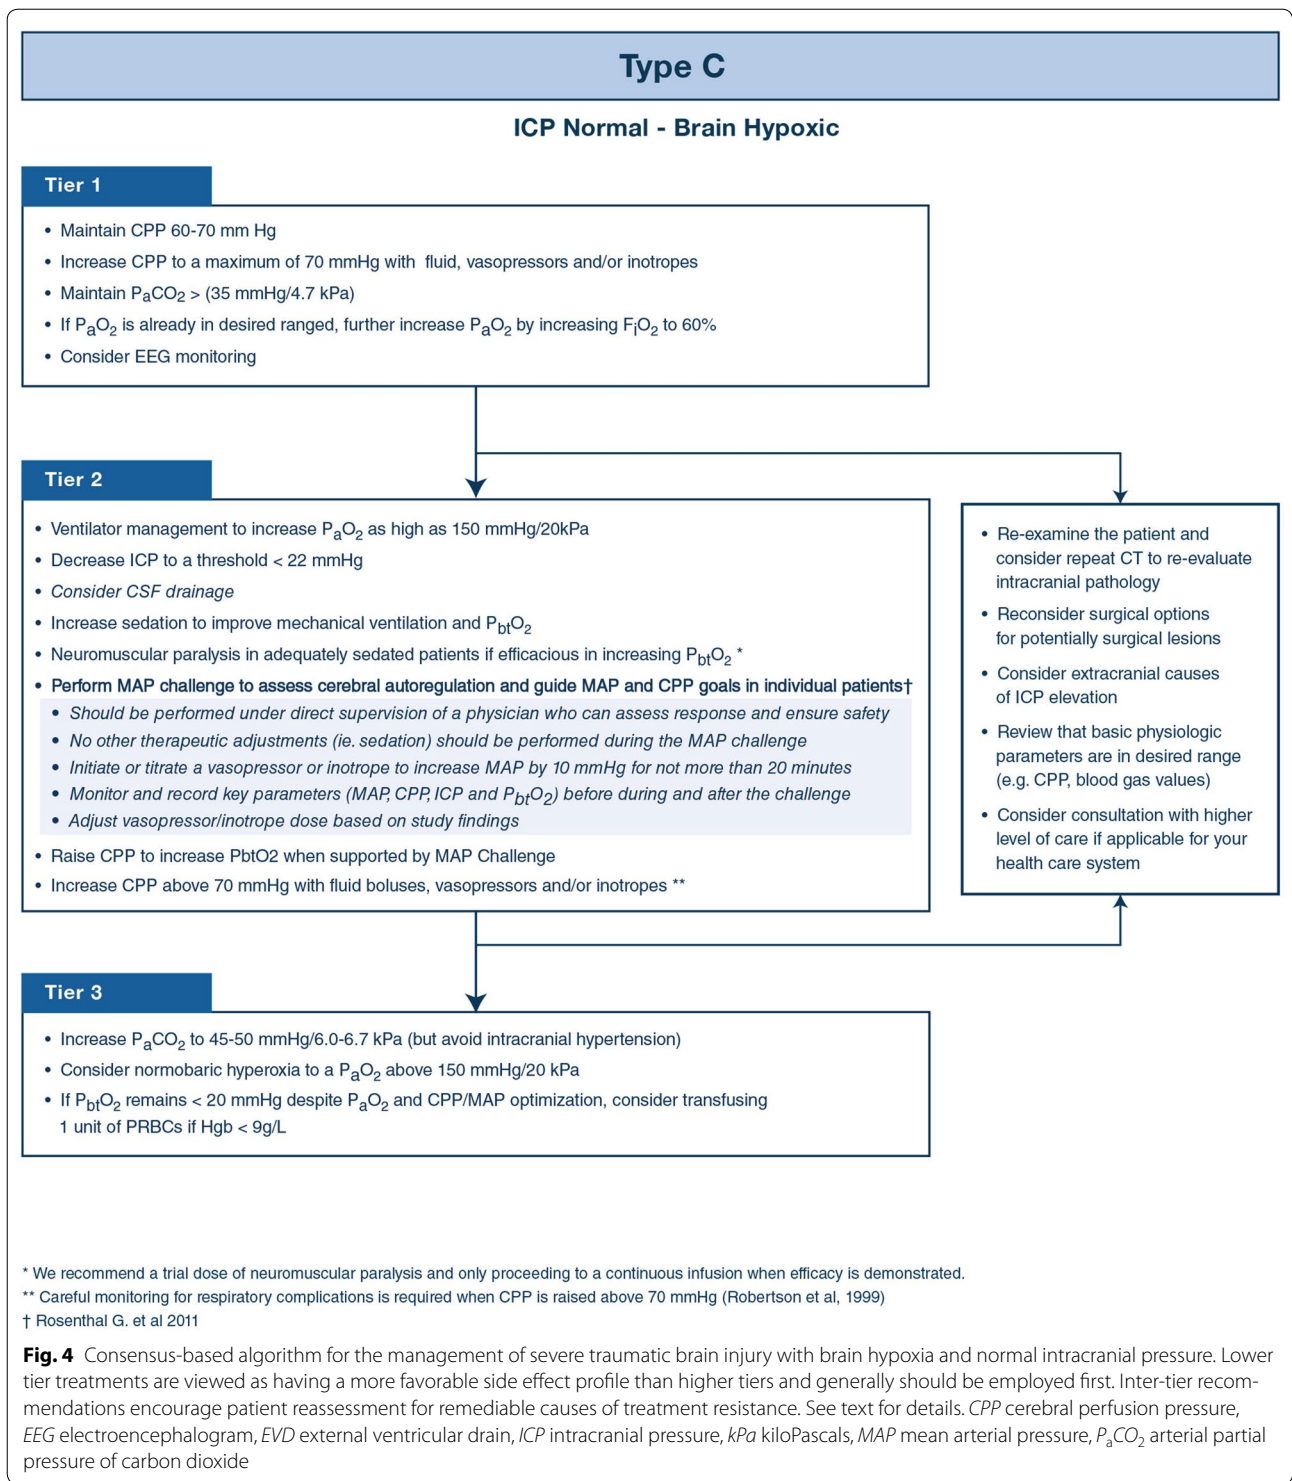 Type C
ICP Normal - Brain Hypoxic
Tier 1
• Maintain CPP 60-70 mm Hg
• Increase CPP to a maximum of 70 mmHg with fluid, vasopressors and/or inotropes
• Maintain PaCO2 > (35 mmHg/4.7 kPa)
• If PaO2 is already in desired ranged, further increase PaO2 by increasing FiO2 to 60%
• Consider EEG monitoring
Tier 2
• Ventilator management to increase PaO2 as high as 150 mmHg/20kPa
• Decrease ICP to a threshold < 22 mmHg
• Consider CSF drainage
• Increase sedation to improve mechanical ventilation and PbtO2
• Neuromuscular paralysis in adequately sedated patients if efficacious in increasing PbtO2 *
• Perform MAP challenge to assess cerebral autoregulation and guide MAP and CPP goals in individual patients†
• Should be performed under direct supervision of a physician who can assess response and ensure safety
• No other therapeutic adjustments (ie. sedation) should be performed during the MAP challenge
• Initiate or titrate a vasopressor or inotrope to increase MAP by 10 mmHg for not more than 20 minutes
• Monitor and record key parameters (MAP, CPP, ICP and PbtO2) before during and after the challenge
• Adjust vasopressor/inotrope dose based on study findings
• Raise CPP to increase PbtO2 when supported by MAP Challenge
• Increase CPP above 70 mmHg with fluid boluses, vasopressors and/or inotropes **
• Re-examine the patient and
consider repeat CT to re-evaluate
intracranial pathology
• Reconsider surgical options
for potentially surgical lesions
• Consider extracranial causes
of ICP elevation
• Review that basic physiologic
parameters are in desired range
(e.g. CPP, blood gas values)
• Consider consultation with higher
level of care if applicable for your
health care system
Tier 3
• Increase PaCO2 to 45-50 mmHg/6.0-6.7 kPa (but avoid intracranial hypertension)
• Consider normobaric hyperoxia to a PaO2 above 150 mmHg/20 kPa
• If PbtO2 remains < 20 mmHg despite PaO2 and CPP/MAP optimization, consider transfusing
1 unit of PRBCs if Hgb < 9g/L
* We recommend a trial dose of neuromuscular paralysis and only proceeding to a continuous infusion when efficacy is demonstrated.
** Careful monitoring for respiratory complications is required when CPP is raised above 70 mmHg (Robertson et al, 1999)
† Rosenthal G. et al 2011
Fig. 4 Consensus-based algorithm for the management of severe traumatic brain injury with brain hypoxia and normal intracranial pressure. Lower
tier treatments are viewed as having a more favorable side effect profile than higher tiers and generally should be employed first. Inter-tier recom-
mendations encourage patient reassessment for remediable causes of treatment resistance. See text for details. CPP cerebral perfusion pressure,
EEG electroencephalogram, EVD external ventricular drain, ICP intracranial pressure, kPa kiloPascals, MAP mean arterial pressure, PaCO2 arterial partial
pressure of carbon dioxide